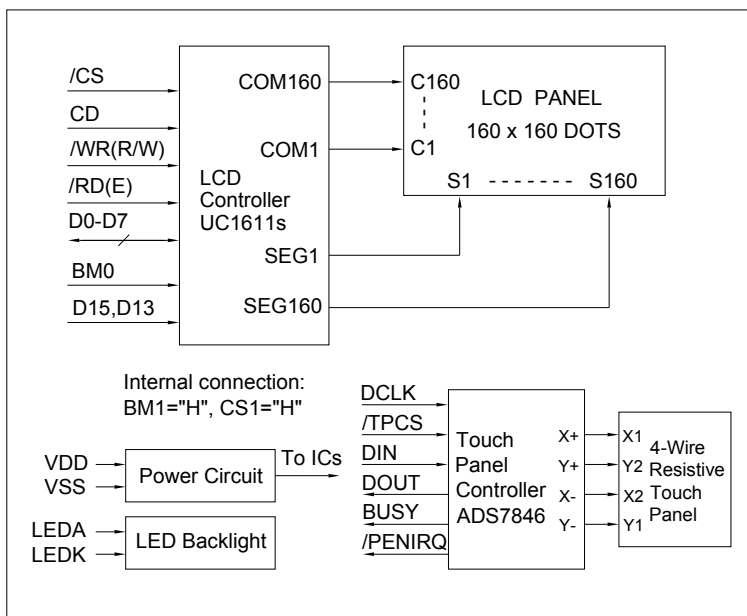 /CS
CD
/WR(R/W)
/RD(E)
D0-D7
BM0
D15,D13
COM160
COM1
LCD
Controller
UC1611s
SEG1
SEG160
C160
C1
LCD PANEL
160 x 160 DOTS
S1 ------- S160
Internal connection:
BM1="H", CS1="H"
VDD
VSS
Power Circuit
To ICs
LEDA
LEDK
LED Backlight
DCLK
/TPCS
DIN
DOUT
BUSY
/PENIRQ
Touch
Panel
Controller
ADS7846
X+
Y+
X-
Y-
X1
Y2
X2
Y1
4-Wire
Resistive
Touch
Panel